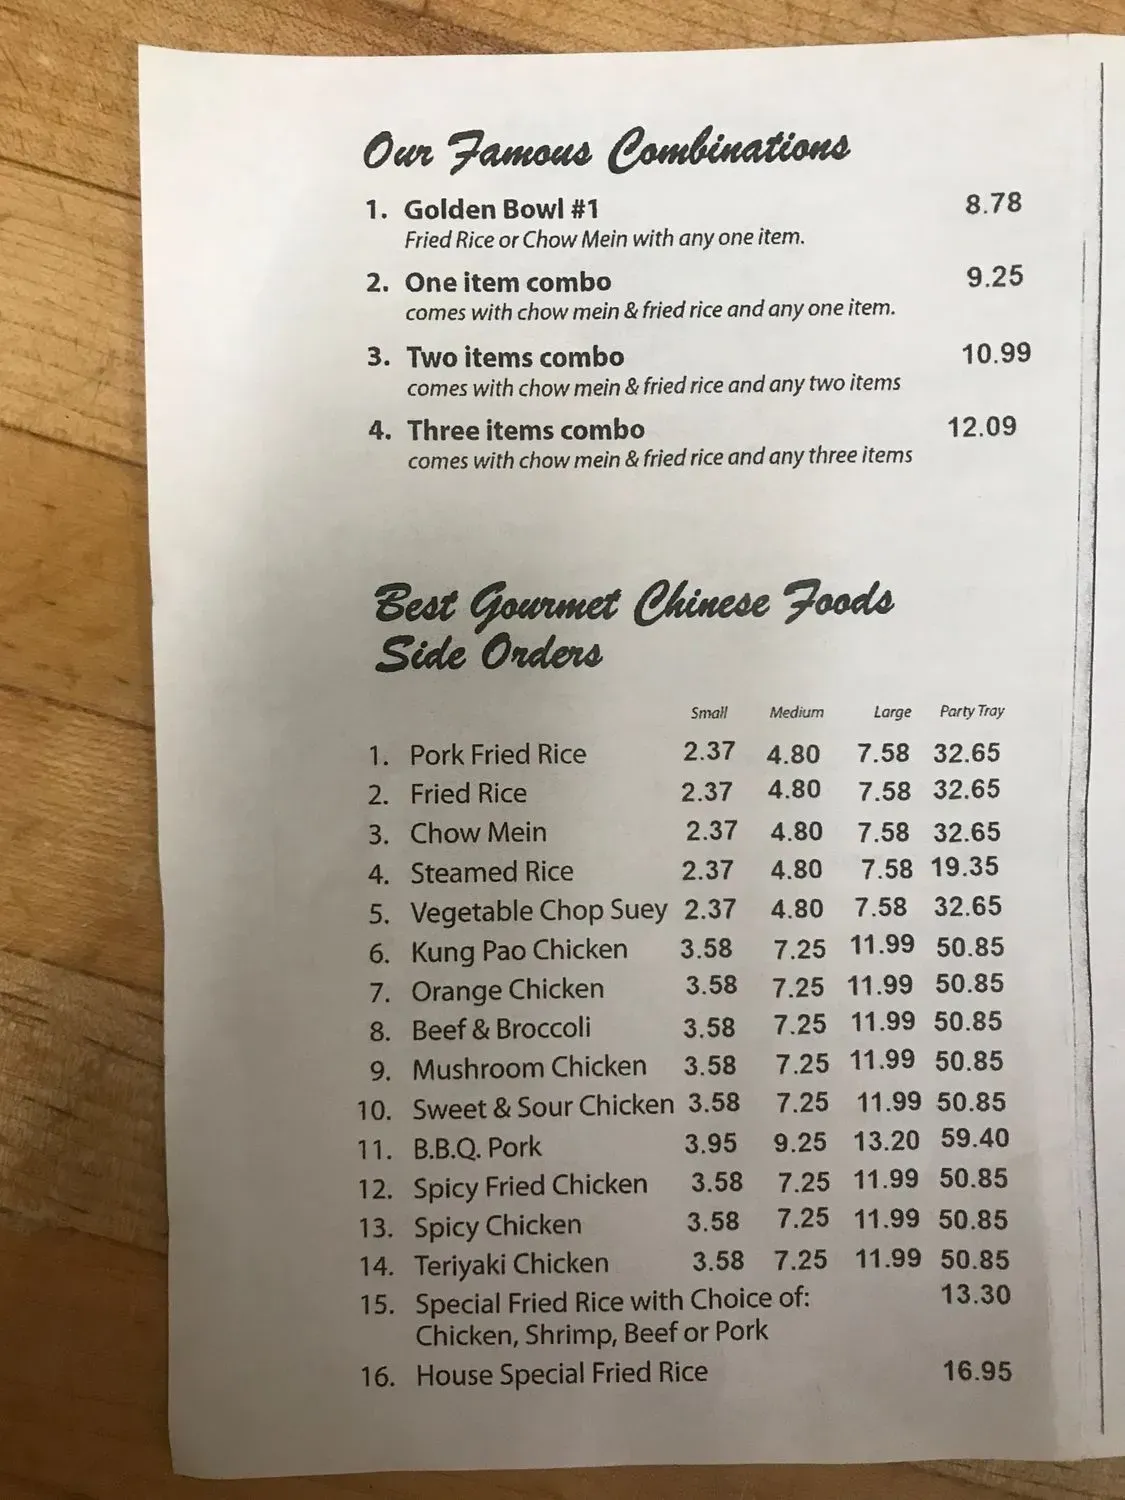 Our Famous Combinations
1. Golden Bowl #1 8.78
Fried Rice or Chow Mein with any one item.
2. One item combo 9.25
comes with chow mein & fried rice and any one item.
3. Two items combo 10.99
comes with chow mein & fried rice and any two items
4. Three items combo 12.09
comes with chow mein & fried rice and any three items
Best Gourmet Chinese Foods
Side Orders
Small Medium Large Party Tray
1. Pork Fried Rice 2.37 4.80 7.58 32.65
2. Fried Rice 2.37 4.80 7.58 32.65
3. Chow Mein 2.37 4.80 7.58 32.65
4. Steamed Rice 2.37 4.80 7.58 19.35
5. Vegetable Chop Suey 2.37 4.80 7.58 32.65
6. Kung Pao Chicken 3.58 7.25 11.99 50.85
7. Orange Chicken 3.58 7.25 11.99 50.85
8. Beef & Broccoli 3.58 7.25 11.99 50.85
9. Mushroom Chicken 3.58 7.25 11.99 50.85
10. Sweet & Sour Chicken 3.58 7.25 11.99 50.85
11. B.B.Q. Pork 3.95 9.25 13.20 59.40
12. Spicy Fried Chicken 3.58 7.25 11.99 50.85
13. Spicy Chicken 3.58 7.25 11.99 50.85
14. Teriyaki Chicken 3.58 7.25 11.99 50.85
15. Special Fried Rice with Choice of: 13.30
Chicken, Shrimp, Beef or Pork
16. House Special Fried Rice 16.95